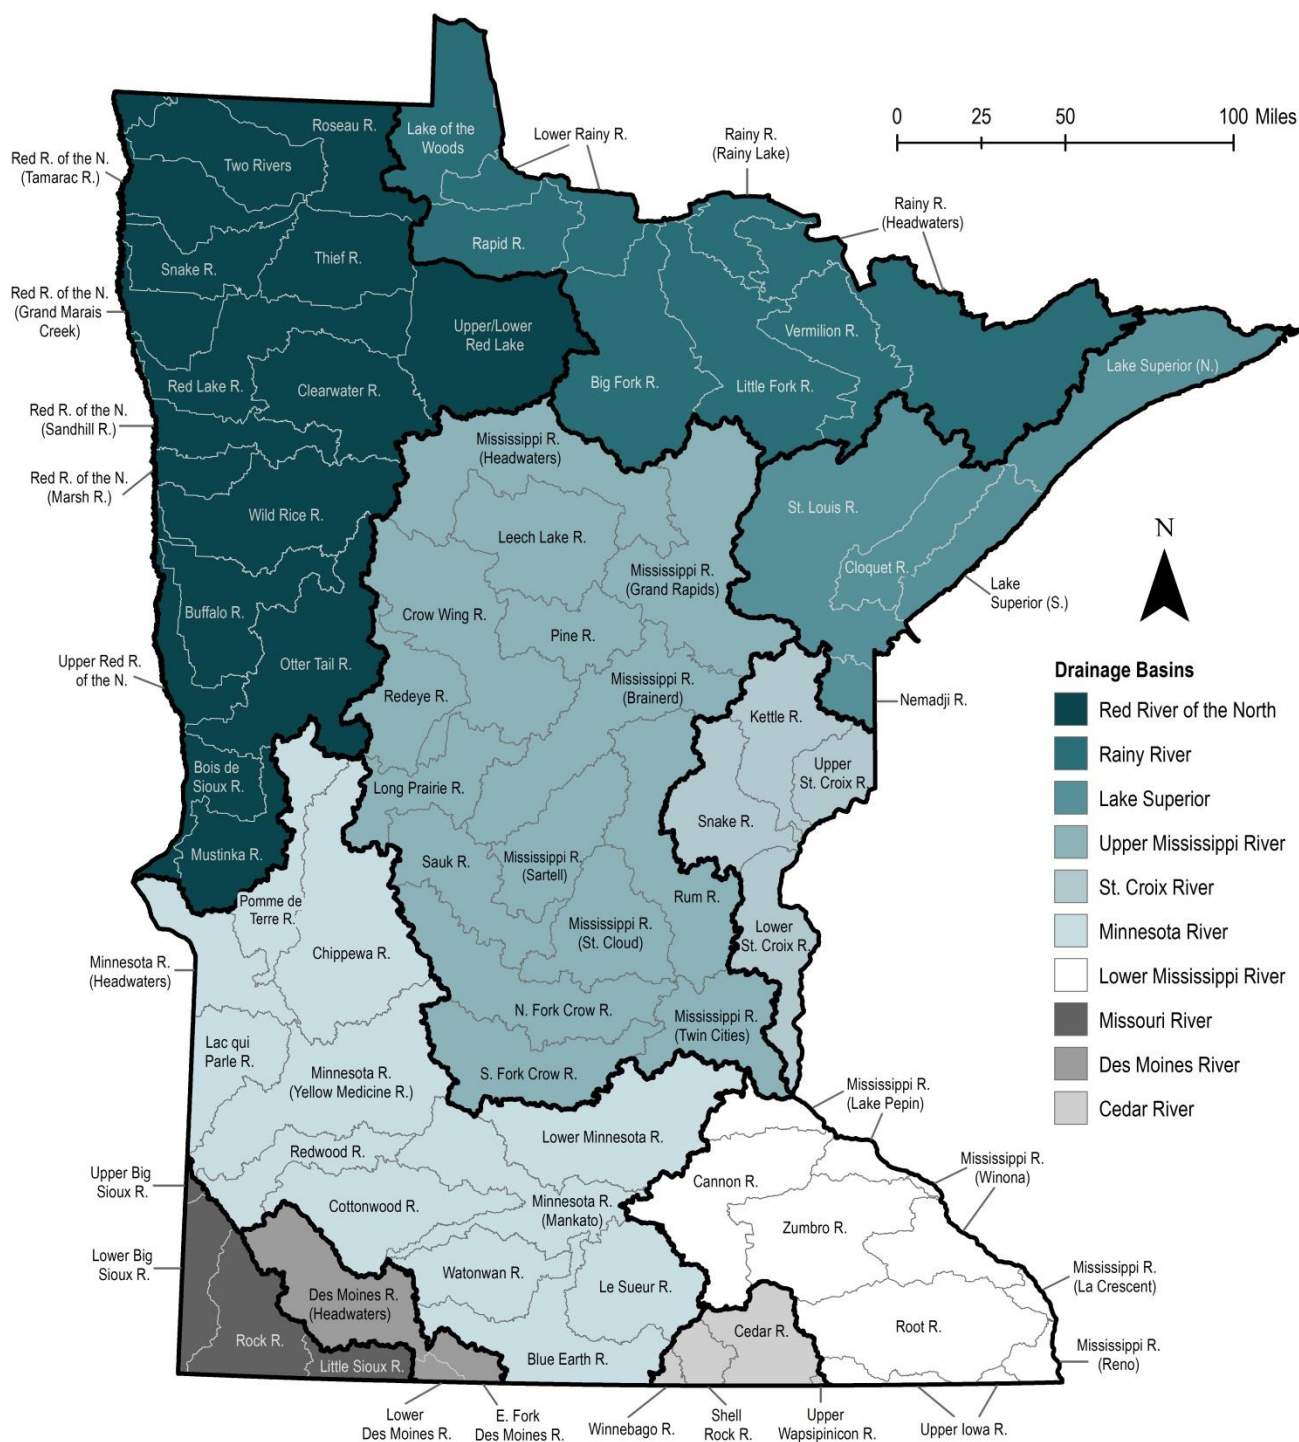 0 25 50 100 Miles
Roseau R.
Lake of the
Woods
Lower Rainy R.
Rainy R.
(Rainy Lake)
Red R. of the N.
(Tamarac R.)
Two Rivers
Rainy R.
(Headwaters)
Rapid R.
Snake R.
Thief R.
Red R. of the N.
(Grand Marais
Creek)
Upper/Lower
Red Lake
Vermilion R.
Lake Superior (N.)
Red Lake R.
Clearwater R.
Big Fork R.
Little Fork R.
Red R. of the N.
(Sandhill R.)
Mississippi R.
(Headwaters)
Red R. of the N.
(Marsh R.)
Wild Rice R.
Leech Lake R.
St. Louis R.
N
Mississippi R.
(Grand Rapids)
Cloquet R.
Lake
Superior (S.)
Buffalo R.
Crow Wing R.
Pine R.
Upper Red R.
of the N.
Otter Tail R.
Redeye R.
Mississippi R.
(Brainerd)
Kettle R.
Nemadji R.
Drainage Basins
Red River of the North
Rainy River
Lake Superior
Upper Mississippi River
St. Croix River
Minnesota River
Lower Mississippi River
Missouri River
Des Moines River
Cedar River
Bois de
Sioux R.
Long Prairie R.
Upper
St. Croix R.
Snake R.
Mustinka R.
Sauk R.
Mississippi R.
(Sartell)
Pomme de
Terre R.
Rum R.
Mississippi R.
(St. Cloud)
Lower
St. Croix R.
Chippewa R.
Minnesota R.
(Headwaters)
N. Fork Crow R.
Mississippi R.
(Twin Cities)
Lac qui
Parle R.
Minnesota R.
(Yellow Medicine R.)
S. Fork Crow R.
Mississippi R.
(Lake Pepin)
Redwood R.
Lower Minnesota R.
Upper Big
Sioux R.
Cannon R.
Mississippi R.
(Winona)
Cottonwood R.
Minnesota R.
(Mankato)
Zumbro R.
Lower Big
Sioux R.
Watonwan R.
Le Sueur R.
Mississippi R.
(La Crescent)
Des Moines R.
(Headwaters)
Rock R.
Little Sioux R.
Blue Earth R.
Cedar R.
Root R.
Mississippi R.
(Reno)
Lower
Des Moines R.
E. Fork
Des Moines R.
Winnebago R.
Shell
Rock R.
Upper
Wapsipinicon R.
Upper Iowa R.